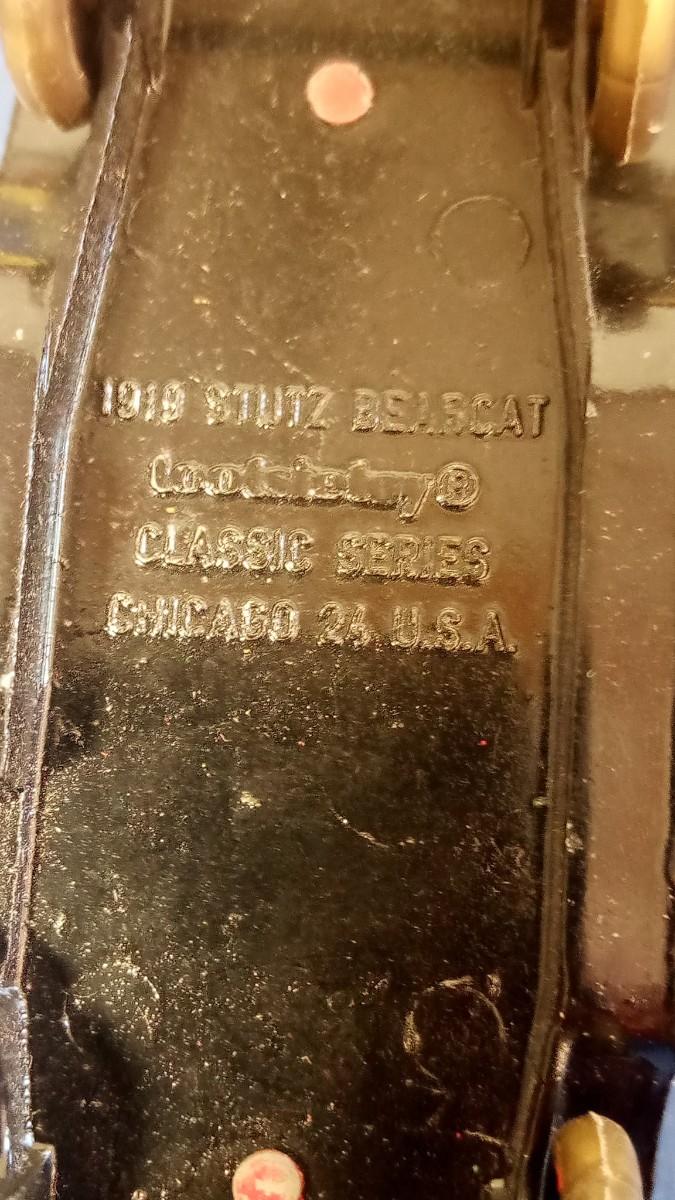 1919 STUTZ BEARCAT
Tootsietoy®
CLASSIC SERIES
CHICAGO 24 U.S.A.